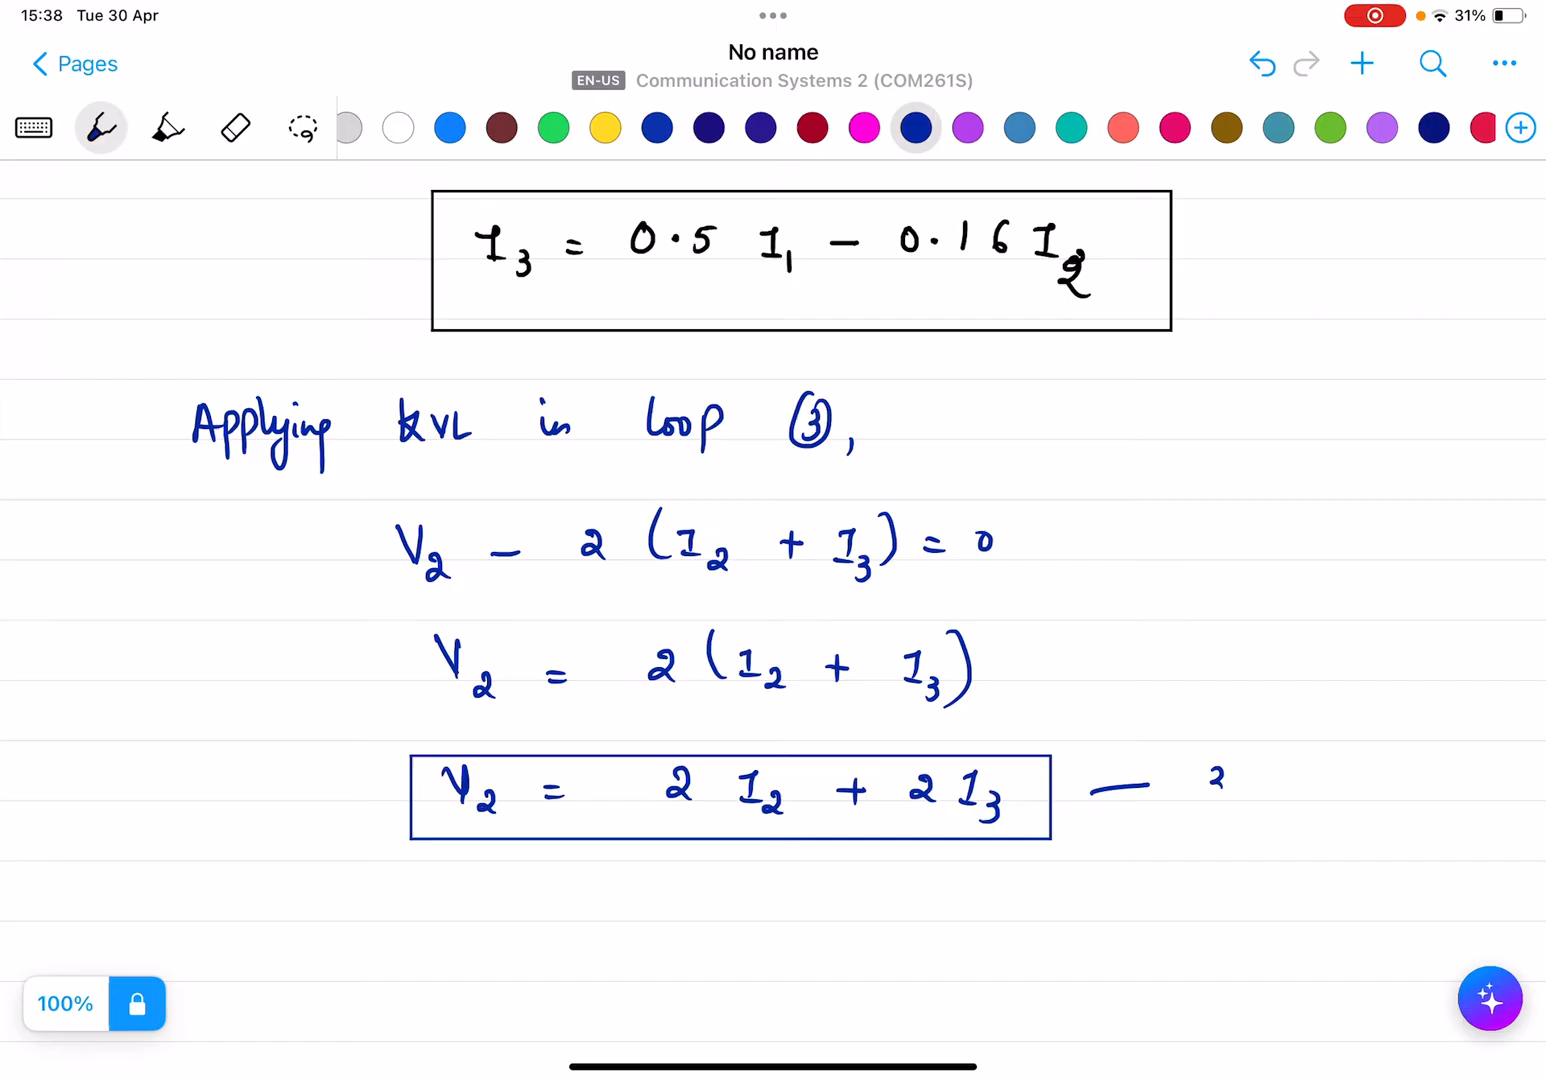 15:38 Tue 30 Apr
31%
Pages
No name
EN-US Communication Systems 2 (COM261S)
I₃ = 0.5 I₁ - 0.16 I₂
Applying KVL in loop ③,
V₂ - 2 (I₂ + I₃) = 0
V₂ = 2 (I₂ + I₃)
V₂ = 2 I₂ + 2 I₃ — 2
100%